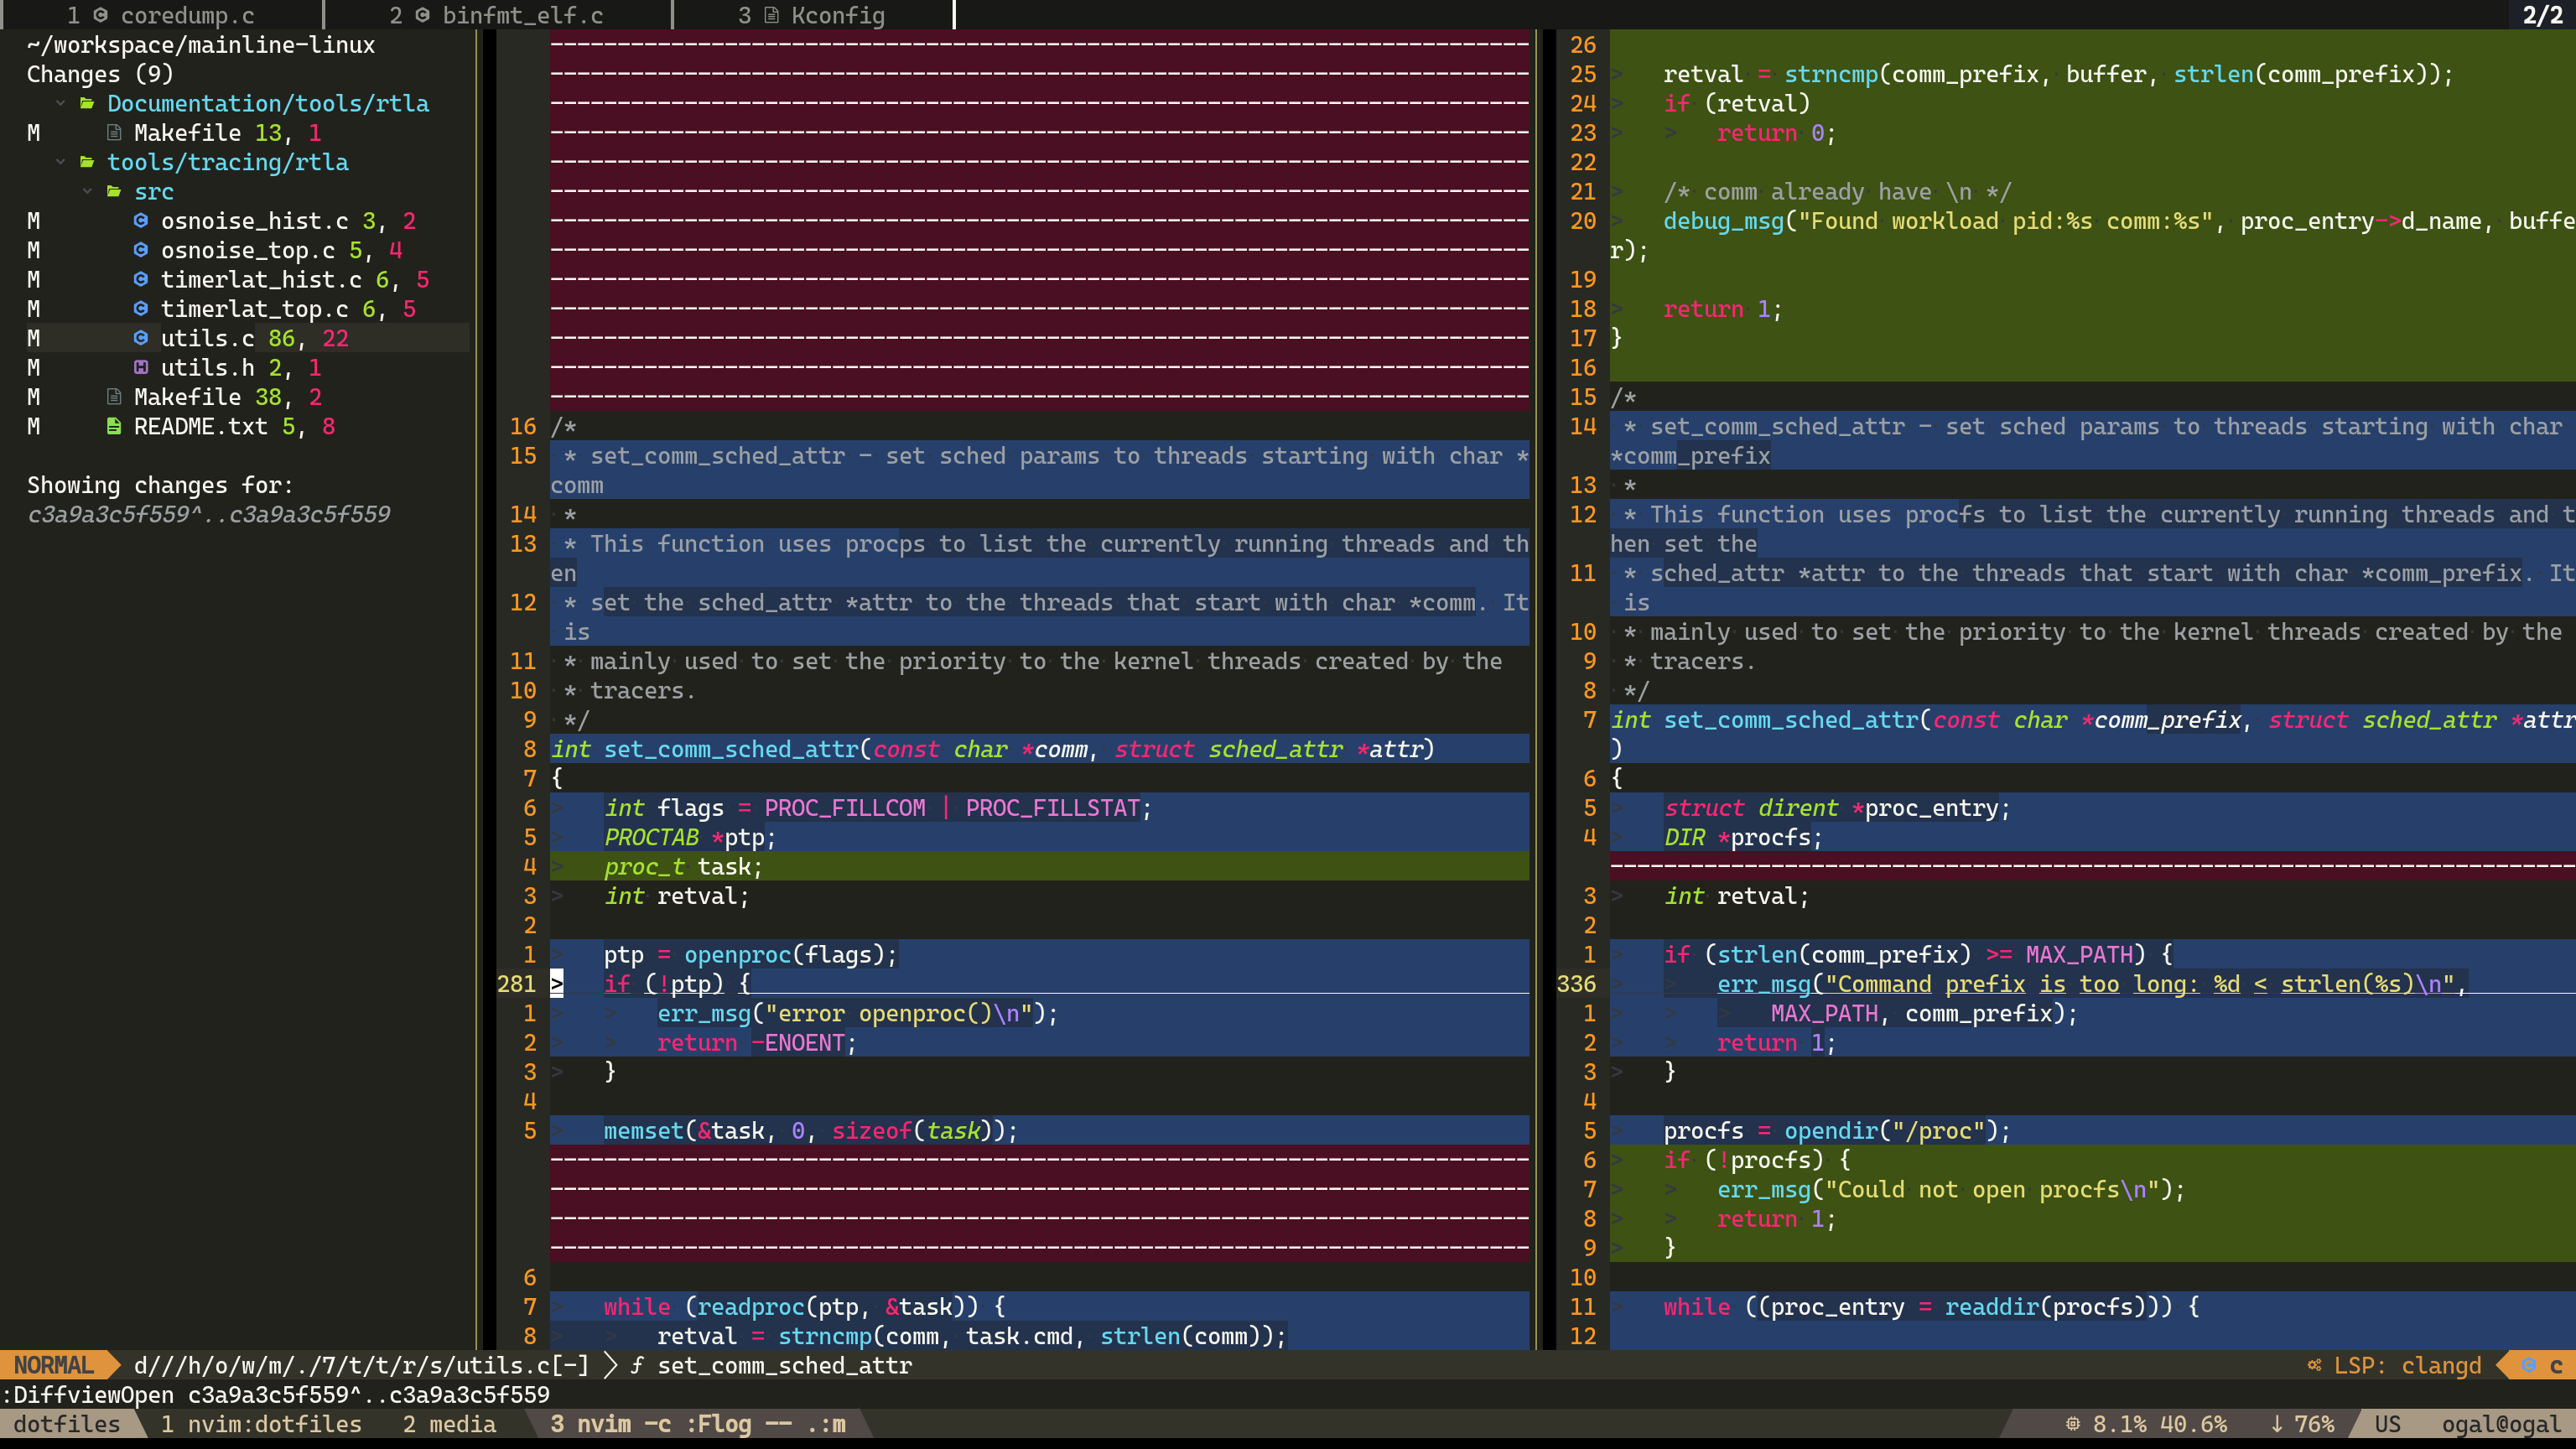 1 coredump.c 2 binfmt_elf.c 3 Kconfig 2/2
~/workspace/mainline-linux
Changes (9)
Documentation/tools/rtla
M Makefile 13, 1
tools/tracing/rtla
src
M osnoise_hist.c 3, 2
M osnoise_top.c 5, 4
M timerlat_hist.c 6, 5
M timerlat_top.c 6, 5
M utils.c 86, 22
M utils.h 2, 1
M Makefile 38, 2
M README.txt 5, 8
Showing changes for:
c3a9a3c5f559^..c3a9a3c5f559
16 /*
15 * set_comm_sched_attr - set sched params to threads starting with char *
comm
14 *
13 * This function uses procps to list the currently running threads and th
en
12 * set the sched_attr *attr to the threads that start with char *comm. It
is
11 * mainly used to set the priority to the kernel threads created by the
10 * tracers.
9 */
8 int set_comm_sched_attr(const char *comm, struct sched_attr *attr)
7 {
6 > int flags = PROC_FILLCOM | PROC_FILLSTAT;
5 > PROCTAB *ptp;
4 > proc_t task;
3 > int retval;
2
1 > ptp = openproc(flags);
281 > if (!ptp) {
1 > > err_msg("error openproc()\n");
2 > > return -ENOENT;
3 > }
4
5 > memset(&task, 0, sizeof(task));
6
7 > while (readproc(ptp, &task)) {
8 > > retval = strncmp(comm, task.cmd, strlen(comm));
26
25 > retval = strncmp(comm_prefix, buffer, strlen(comm_prefix));
24 > if (retval)
23 > > return 0;
22
21 > /* comm already have \n */
20 > debug_msg("Found workload pid:%s comm:%s", proc_entry->d_name, buffe
r);
19
18 > return 1;
17 }
16
15 /*
14 * set_comm_sched_attr - set sched params to threads starting with char
*comm_prefix
13 *
12 * This function uses procfs to list the currently running threads and t
hen set the
11 * sched_attr *attr to the threads that start with char *comm_prefix. It
is
10 * mainly used to set the priority to the kernel threads created by the
9 * tracers.
8 */
7 int set_comm_sched_attr(const char *comm_prefix, struct sched_attr *attr
)
6 {
5 > struct dirent *proc_entry;
4 > DIR *procfs;
3 > int retval;
2
1 > if (strlen(comm_prefix) >= MAX_PATH) {
336 > > err_msg("Command prefix is too long: %d < strlen(%s)\n",
1 > > > MAX_PATH, comm_prefix);
2 > > return 1;
3 > }
4
5 > procfs = opendir("/proc");
6 > if (!procfs) {
7 > > err_msg("Could not open procfs\n");
8 > > return 1;
9 > }
10
11 > while ((proc_entry = readdir(procfs))) {
12
NORMAL d///h/o/w/m/./7/t/t/r/s/utils.c[-] ƒ set_comm_sched_attr LSP: clangd c
:DiffviewOpen c3a9a3c5f559^..c3a9a3c5f559
dotfiles 1 nvim:dotfiles 2 media 3 nvim -c :Flog -- .:m 8.1% 40.6% ↓ 76% US ogal@ogal